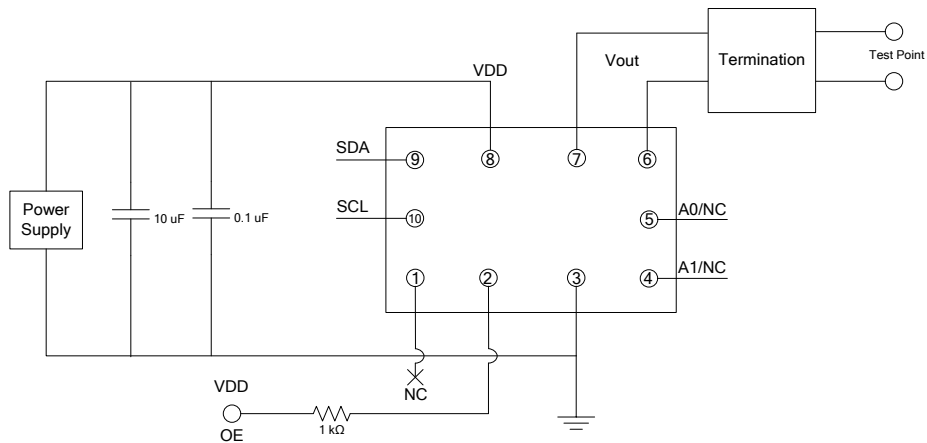 Vout
Termination
Test Point
VDD
SDA
9
8
7
6
Power
Supply
10 uF
0.1 uF
SCL
10
5
A0/NC
A1/NC
1
2
3
4
NC
VDD
OE
1 kΩ